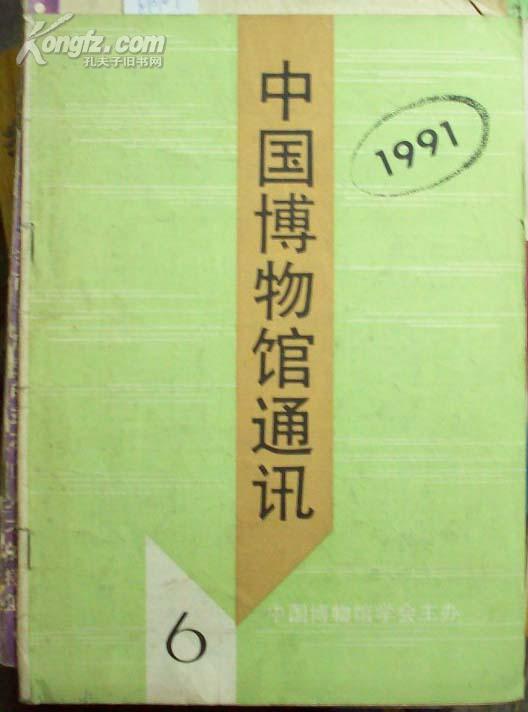 Kongfz.com
孔夫子旧书网
中国博物馆通讯
1991
中国博物馆学会主办
6